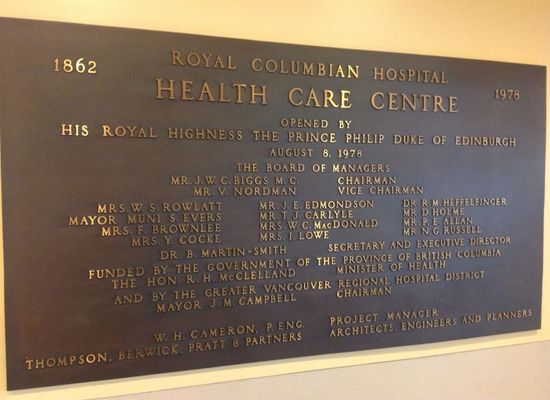 1862 ROYAL COLUMBIAN HOSPITAL 1978
HEALTH CARE CENTRE
OPENED BY
HIS ROYAL HIGHNESS THE PRINCE PHILIP DUKE OF EDINBURGH
AUGUST 8, 1978
THE BOARD OF MANAGERS
MR. J. W. C. BIGGS M. C. CHAIRMAN
MR. V. NORDMAN VICE CHAIRMAN
MRS. W. S. ROWLATT MR. J. E. EDMONDSON DR. R. M. HEFFELFINGER
MAYOR MUNI S. EVERS MR. T. J. CARLYLE MR. D. HOLME
MRS. F. BROWNLEE MRS. W. G. MACDONALD MR. P. E. ALLAN
MRS. Y. COCKE MRS. I. LOWE MR. N. G. RUSSELL
DR. B. MARTIN-SMITH SECRETARY AND EXECUTIVE DIRECTOR
FUNDED BY THE GOVERNMENT OF THE PROVINCE OF BRITISH COLUMBIA
THE HON. R. H. MCCLELLAND MINISTER OF HEALTH
AND BY THE GREATER VANCOUVER REGIONAL HOSPITAL DISTRICT
MAYOR J. M. CAMPBELL CHAIRMAN
W. H. CAMERON, P. ENG. PROJECT MANAGER
THOMPSON, BERWICK, PRATT & PARTNERS ARCHITECTS, ENGINEERS AND PLANNERS